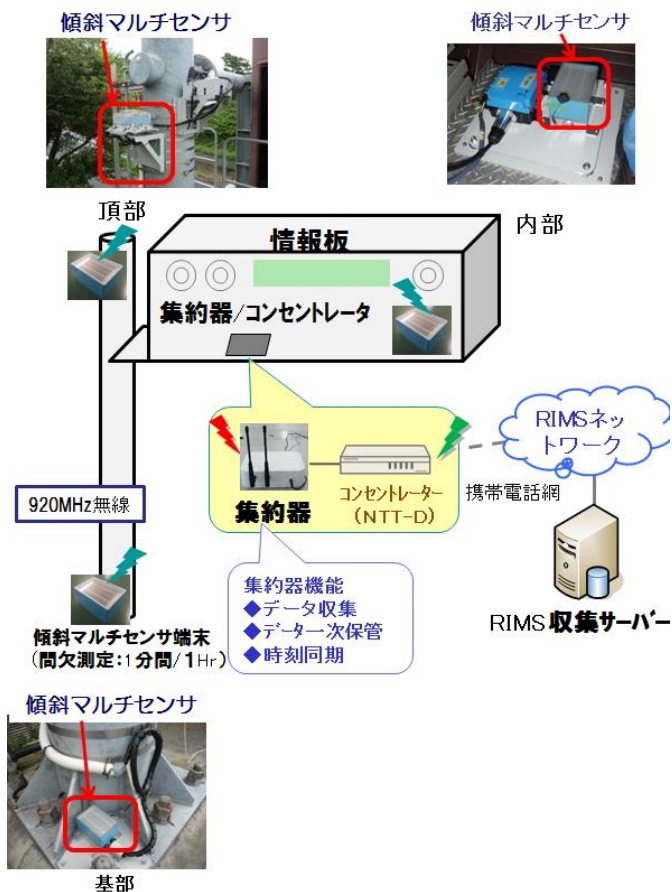 傾斜マルチセンサ
傾斜マルチセンサ
頂部
内部
情報板
集約器/コンセントレータ
RIMSネッ
トワーク
920MHz無線
集約器
コンセントレーター
(NTT-D)
携帯電話網
集約器機能
◆データ収集
◆データ一次保管
◆時刻同期
RIMS収集サーバー
傾斜マルチセンサ端末
(間欠測定:1分間/1Hr)
傾斜マルチセンサ
基部